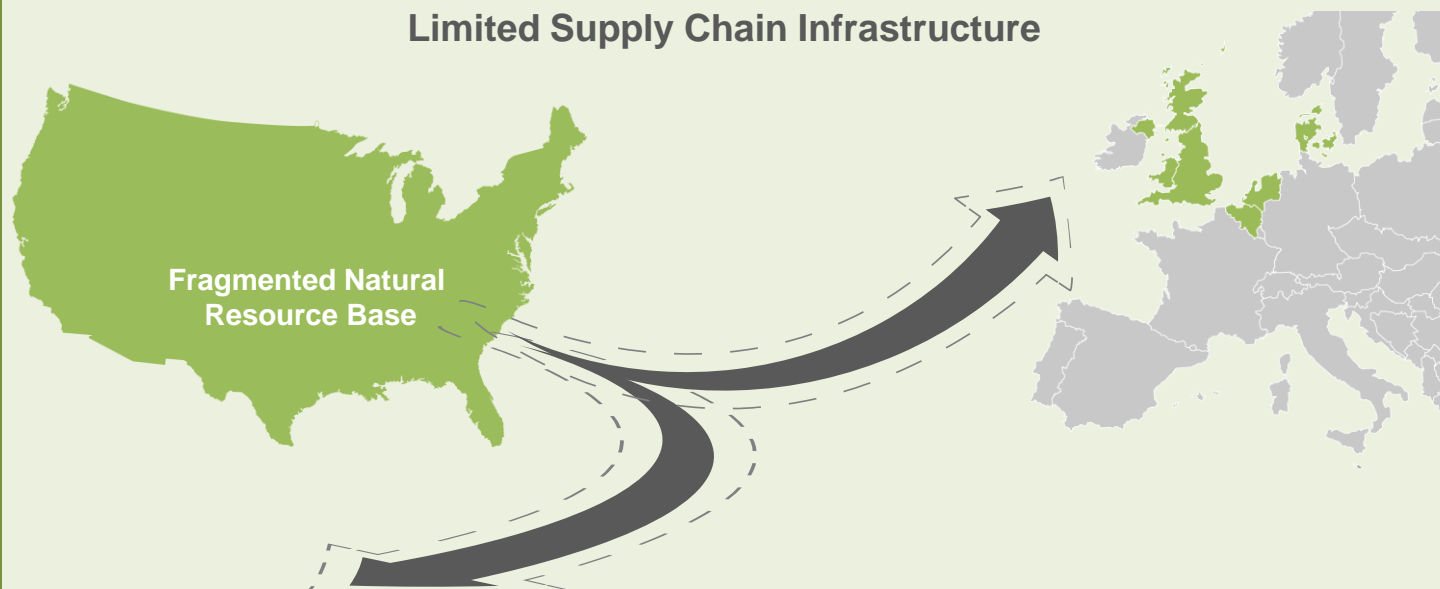 Limited Supply Chain Infrastructure
Fragmented Natural
Resource Base